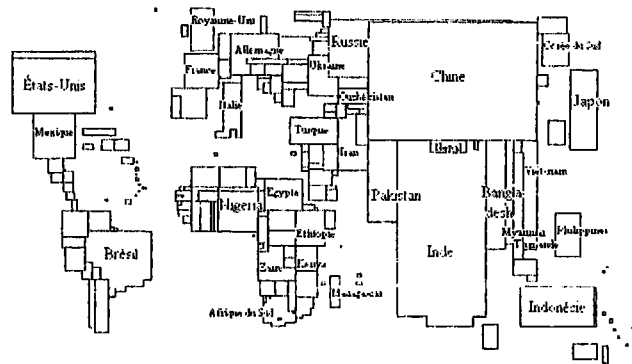 Royaume-Uni
Russie
Corée du Sud
Allemagne
États-Unis
France
Ukraine
Chine
Italie
Ouzbékistan
Japon
Mexique
Turquie
Iran
Népal
Viet-nam
Egypte
Pakistan
Bangla-
desh
Nigeria
Ethiopie
Myanmar
Thaïlande
Philippines
Brésil
Zaïre
Kenya
Inde
Madagascar
Indonésie
Afrique du Sud